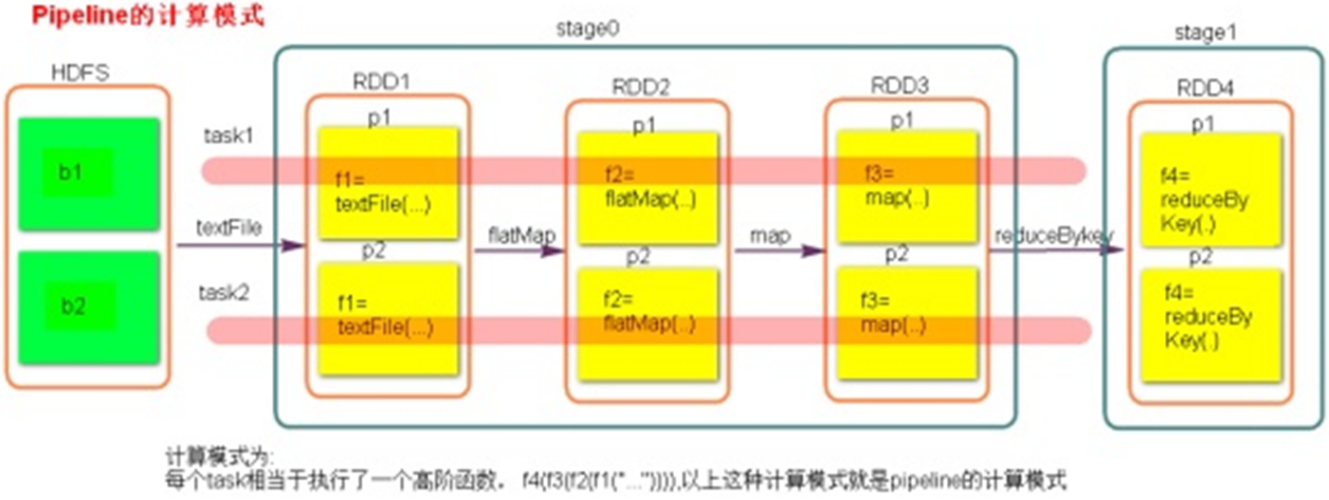 Pipeline的计算模式
stage0
stage1
HDFS
RDD1
RDD2
RDD3
RDD4
p1
p1
p1
p1
task1
b1
f1=
textFile(...)
f2=
flatMap(..)
f3=
map(..)
f4=
reduceBy
Key(.)
textFile
flatMap
map
reduceBykey
p2
p2
p2
p2
task2
b2
f1=
textFile(...)
f2=
flatMap(..)
f3=
map(..)
f4=
reduceBy
Key(.)
计算模式为:
每个task相当于执行了一个高阶函数， f4(f3(f2(f1("...")))),以上这种计算模式就是pipeline的计算模式